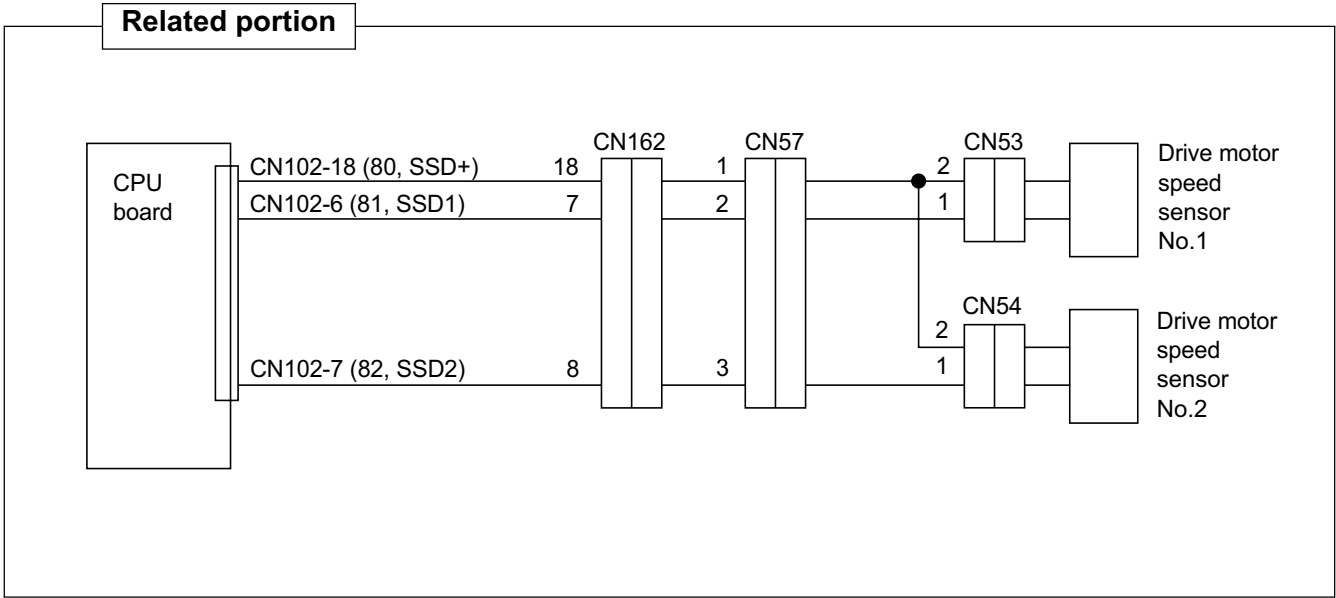 Related portion
CPU
board
CN102-18 (80, SSD+)
18
CN102-6 (81, SSD1)
7
CN102-7 (82, SSD2)
8
CN162
1
2
3
CN57
2
1
CN53
Drive motor
speed
sensor
No.1
2
1
CN54
Drive motor
speed
sensor
No.2